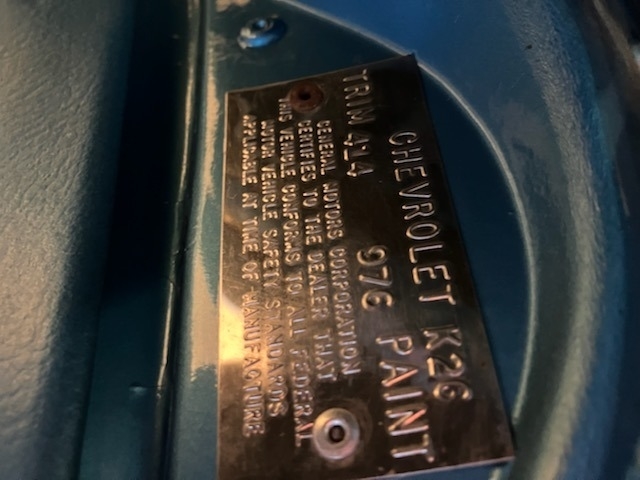 CHEVROLET K26
TRIM 4L4 976 PAINT
GENERAL MOTORS CORPORATION
CERTIFIES TO THE DEALER THAT
THIS VEHICLE CONFORMS TO ALL FEDERAL
MOTOR VEHICLE SAFETY STANDARDS
APPLICABLE AT TIME OF MANUFACTURE